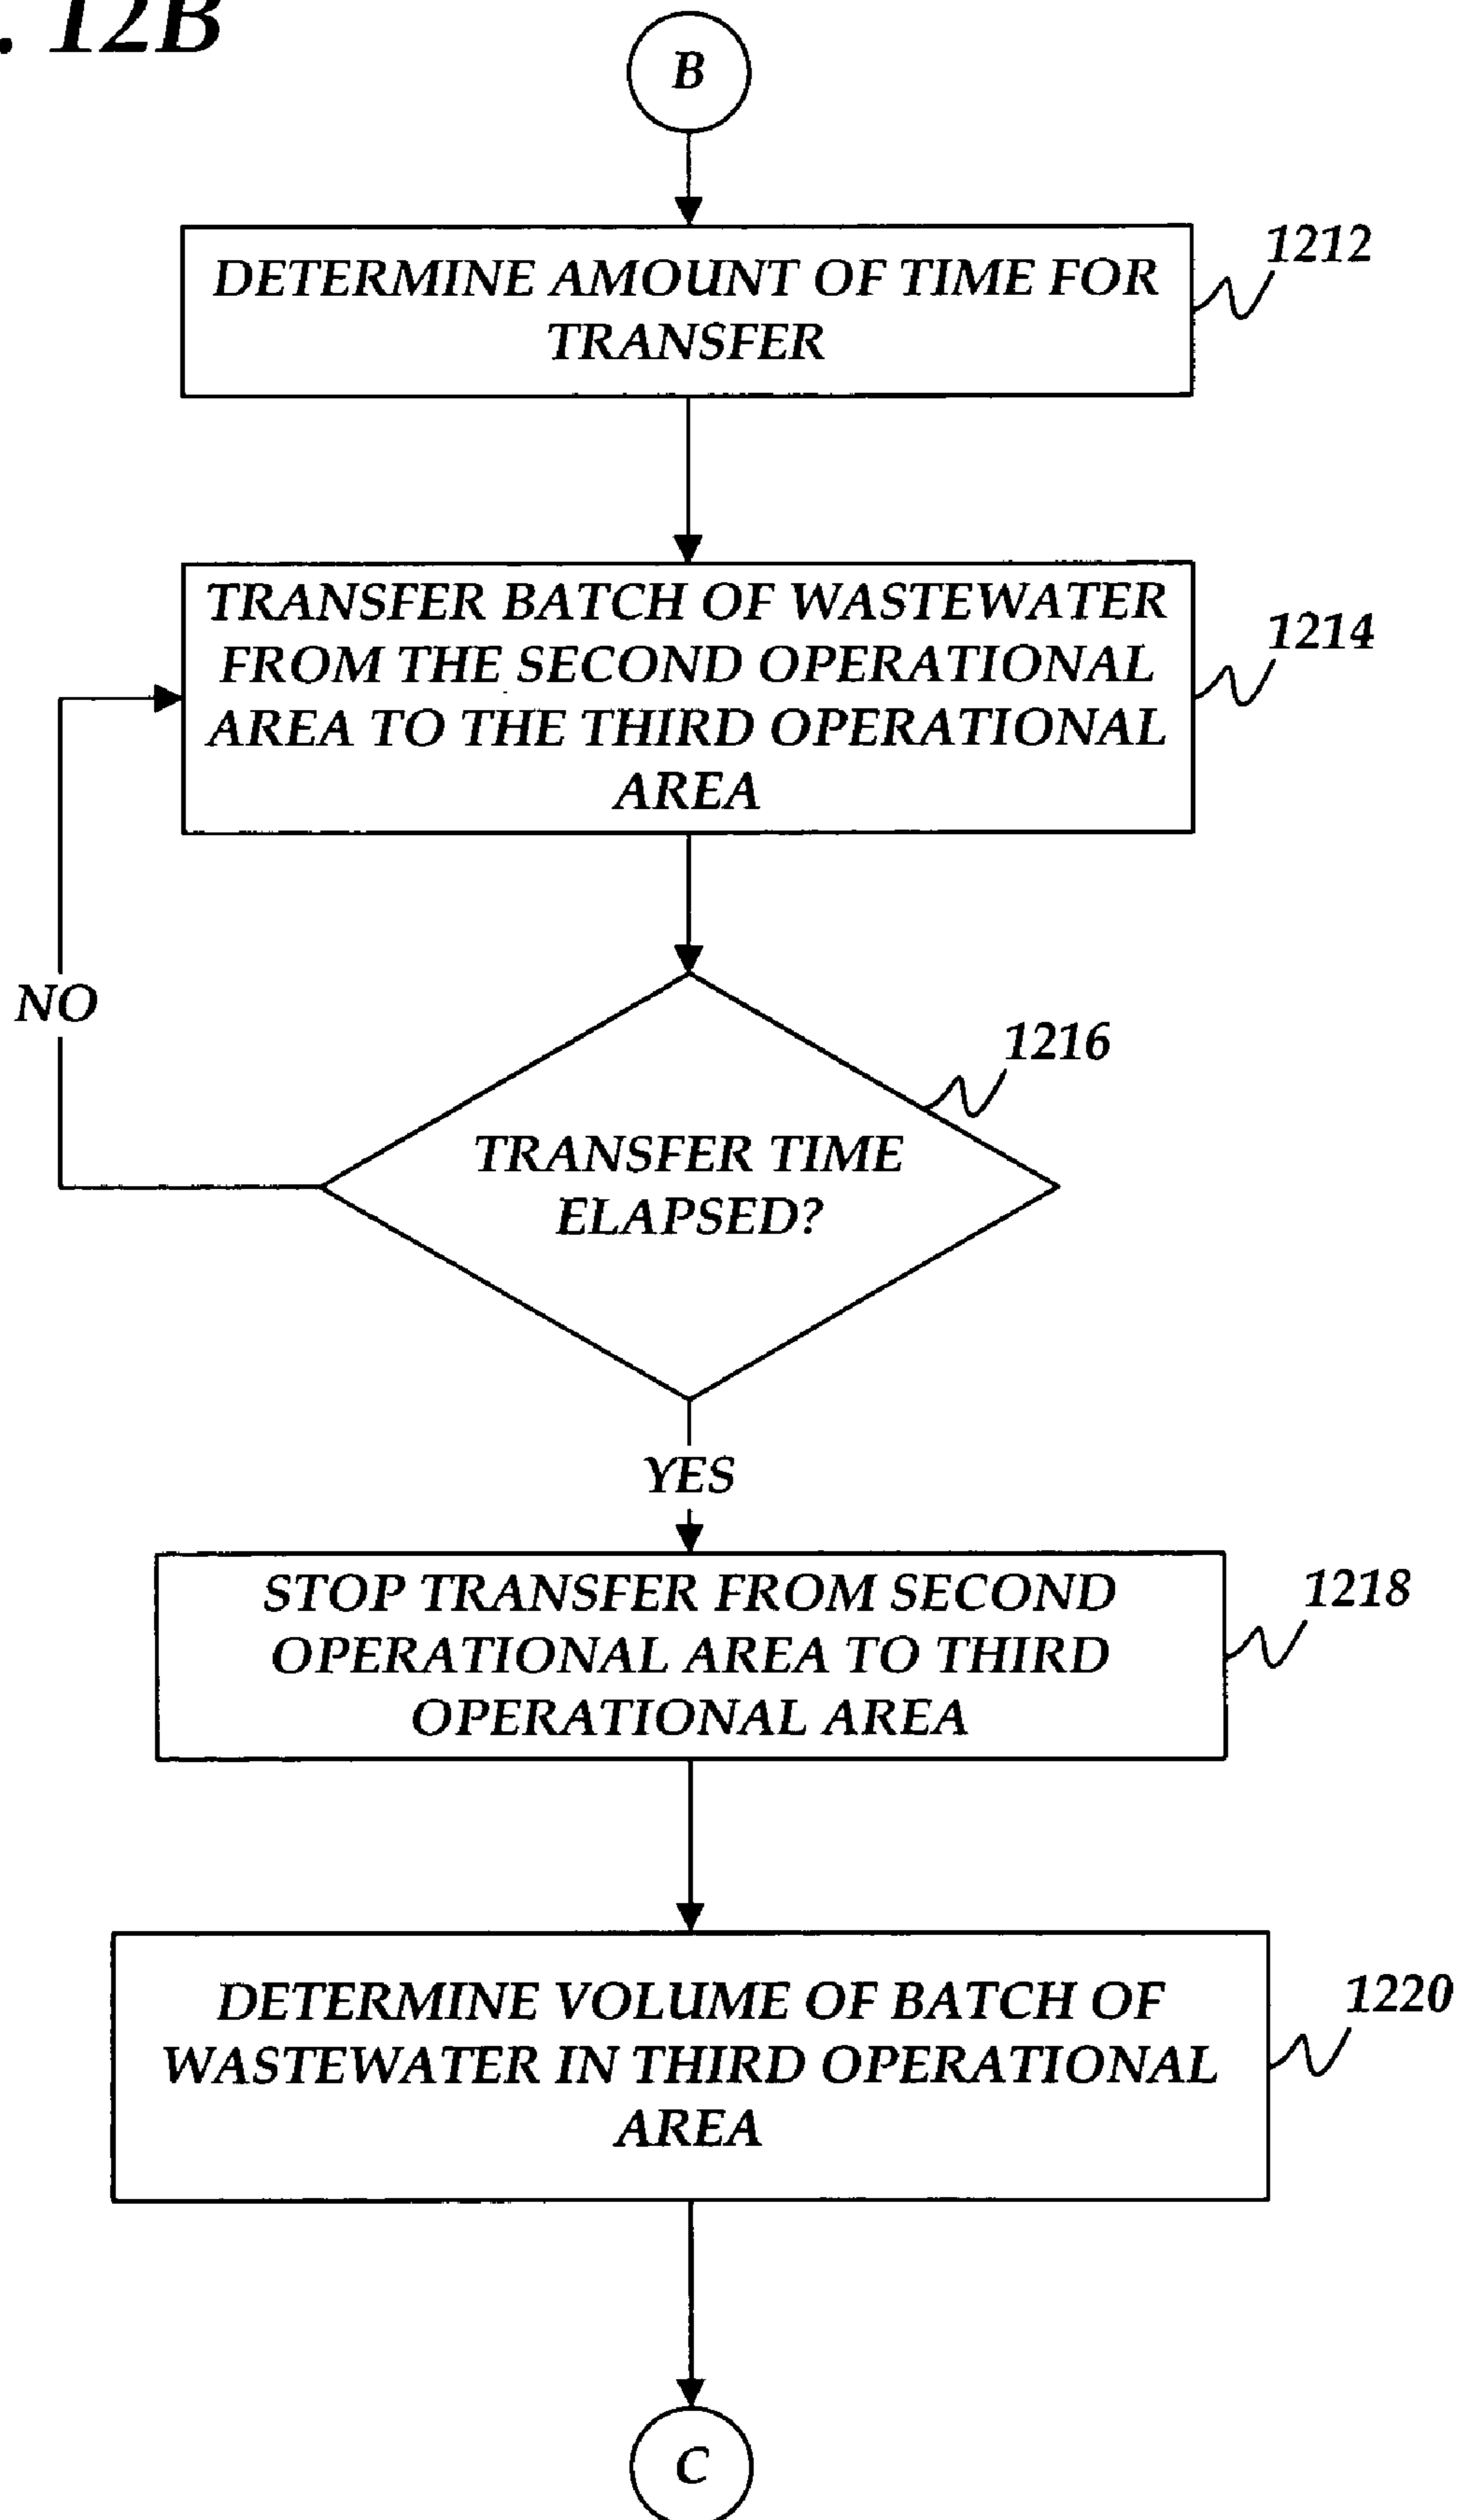 . 12B
B
DETERMINE AMOUNT OF TIME FOR
TRANSFER
1212
TRANSFER BATCH OF WASTEWATER
FROM THE SECOND OPERATIONAL
AREA TO THE THIRD OPERATIONAL
AREA
1214
NO
1216
TRANSFER TIME
ELAPSED?
YES
STOP TRANSFER FROM SECOND
OPERATIONAL AREA TO THIRD
OPERATIONAL AREA
1218
DETERMINE VOLUME OF BATCH OF
WASTEWATER IN THIRD OPERATIONAL
AREA
1220
C